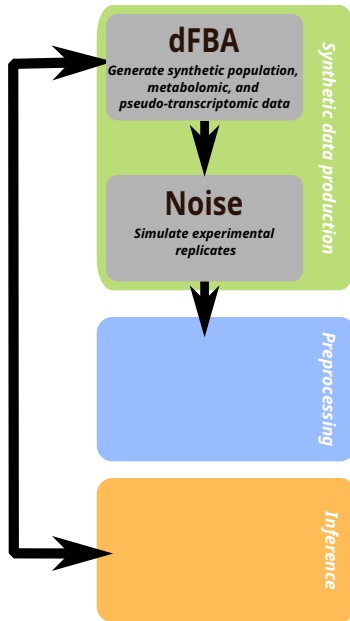 dFBA
Generate synthetic population,
metabolomic, and
pseudo-transcriptomic data
Synthetic data production
Noise
Simulate experimental
replicates
Preprocessing
Inference